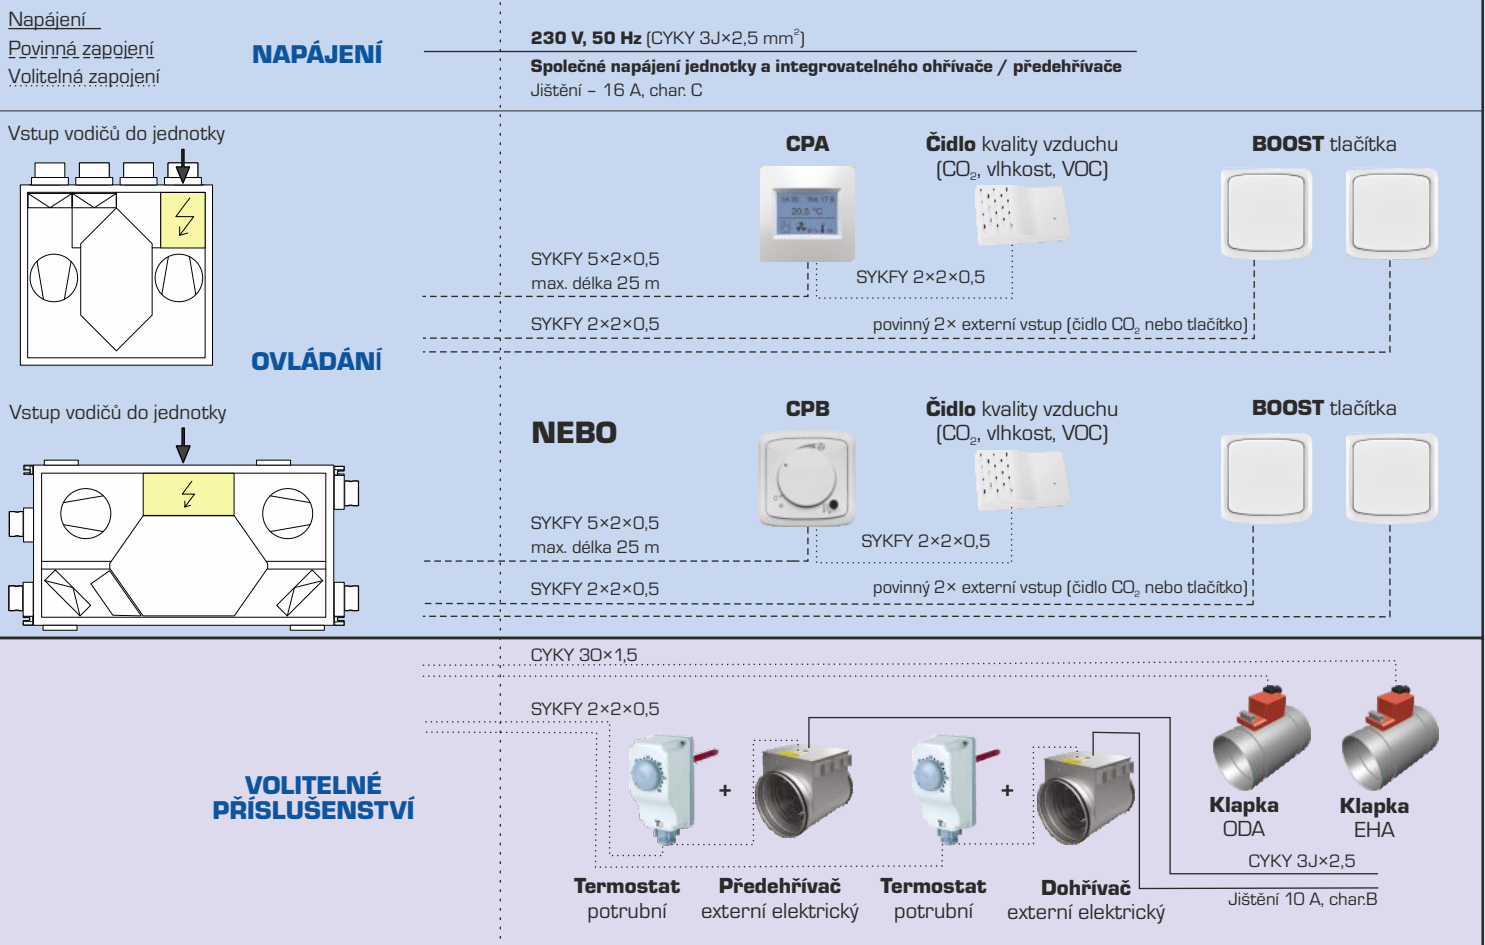 Napájení
Povinná zapojení
Volitelná zapojení
NAPÁJENÍ
230 V, 50 Hz (CYKY 3J×2,5 mm²)
Společné napájení jednotky a integrovatelného ohřívače / předehřívače
Jištění – 16 A, char. C
Vstup vodičů do jednotky
CPA
Čidlo kvality vzduchu
(CO₂, vlhkost, VOC)
BOOST tlačítka
20,5 °C
SYKFY 5×2×0,5
max. délka 25 m
SYKFY 2×2×0,5
SYKFY 2×2×0,5
povinný 2× externí vstup (čidlo CO₂ nebo tlačítko)
OVLÁDÁNÍ
Vstup vodičů do jednotky
NEBO
CPB
Čidlo kvality vzduchu
(CO₂, vlhkost, VOC)
BOOST tlačítka
SYKFY 5×2×0,5
max. délka 25 m
SYKFY 2×2×0,5
SYKFY 2×2×0,5
povinný 2× externí vstup (čidlo CO₂ nebo tlačítko)
CYKY 3O×1,5
SYKFY 2×2×0,5
VOLITELNÉ
PŘÍSLUŠENSTVÍ
+
+
Klapka
ODA
Klapka
EHA
CYKY 3J×2,5
Jištění 10 A, char.B
Termostat
potrubní
Předehřívač
externí elektrický
Termostat
potrubní
Dohřívač
externí elektrický